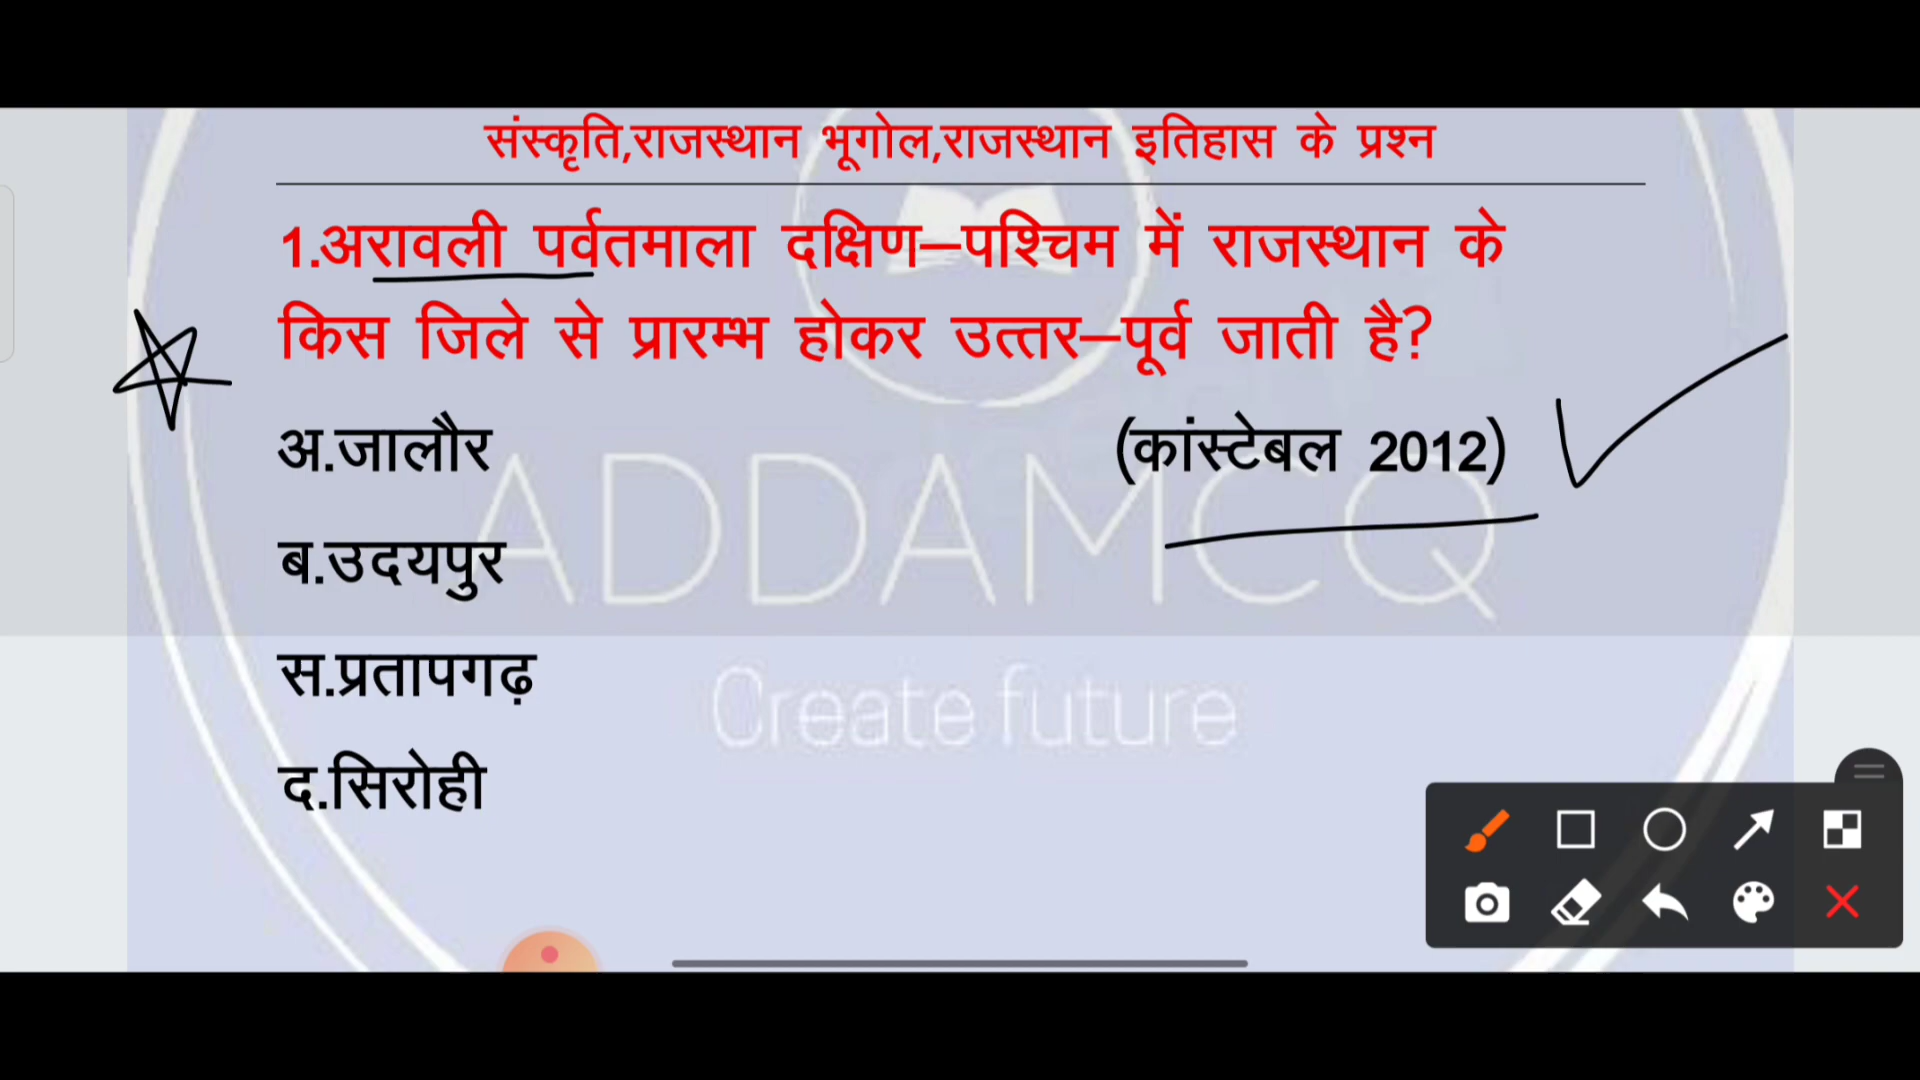 संस्कृति,राजस्थान भूगोल,राजस्थान इतिहास के प्रश्न
1.अरावली पर्वतमाला दक्षिण–पश्चिम में राजस्थान के
किस जिले से प्रारम्भ होकर उत्तर–पूर्व जाती है?
अ.जालौर (कांस्टेबल 2012)
ADDAMCQ
ब.उदयपुर
स.प्रतापगढ़
Create future
द.सिरोही